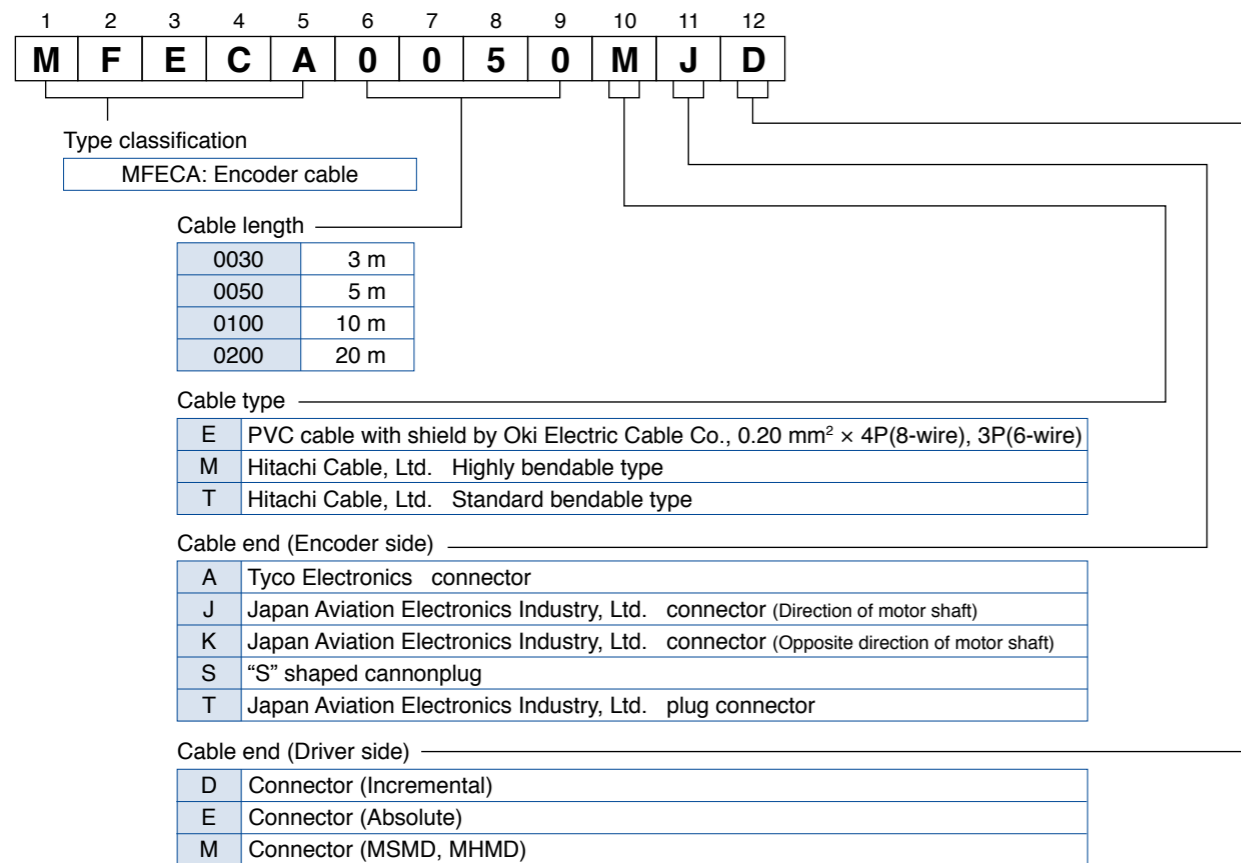 1 2 3 4 5 6 7 8 9 10 11 12
M F E C A 0 0 5 0 M J D
Type classification
MFECA: Encoder cable
Cable length
0030 3 m
0050 5 m
0100 10 m
0200 20 m
Cable type
E PVC cable with shield by Oki Electric Cable Co., 0.20 mm² × 4P(8-wire), 3P(6-wire)
M Hitachi Cable, Ltd. Highly bendable type
T Hitachi Cable, Ltd. Standard bendable type
Cable end (Encoder side)
A Tyco Electronics connector
J Japan Aviation Electronics Industry, Ltd. connector (Direction of motor shaft)
K Japan Aviation Electronics Industry, Ltd. connector (Opposite direction of motor shaft)
S “S” shaped cannonplug
T Japan Aviation Electronics Industry, Ltd. plug connector
Cable end (Driver side)
D Connector (Incremental)
E Connector (Absolute)
M Connector (MSMD, MHMD)